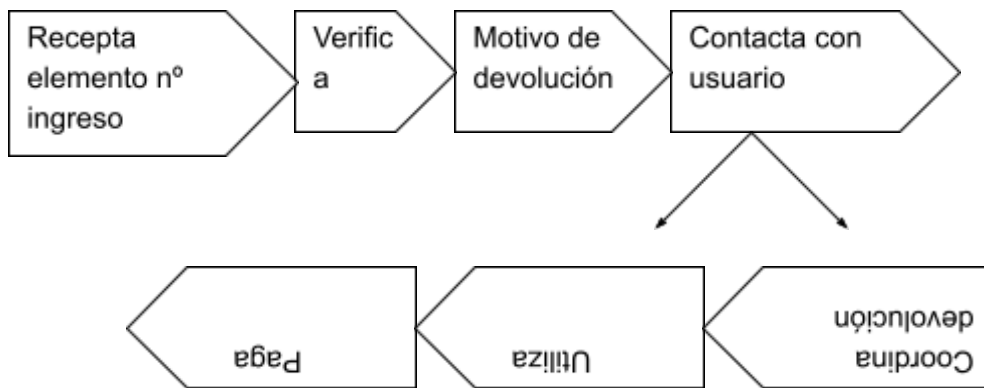 Recepta
elemento nº
ingreso
Verific
a
Motivo de
devolución
Contacta con
usuario
Coordina
devolución
Utiliza
Paga